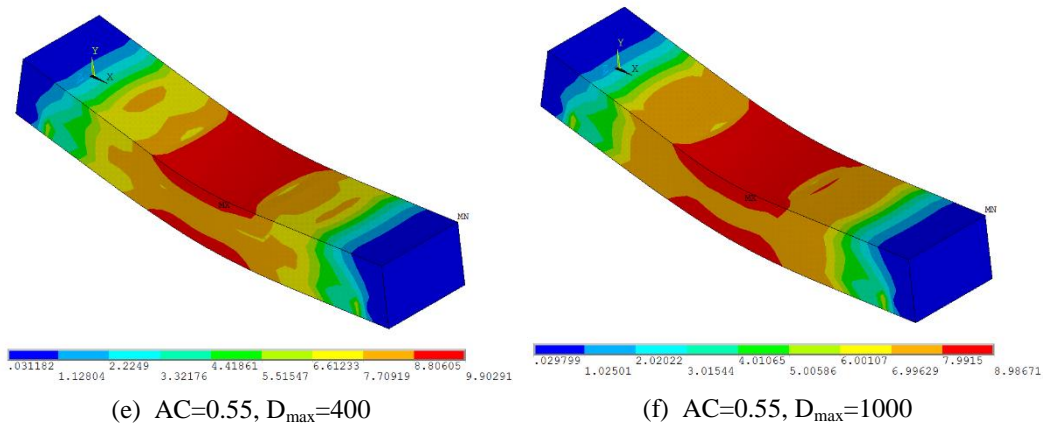 Y
X
MX
MN
.031182 2.2249 4.41861 6.61233 8.80605
1.12804 3.32176 5.51547 7.70919 9.90291
(e) AC=0.55, Dmax=400
Y
X
MX
MN
.029799 2.02022 4.01065 6.00107 7.9915
1.02501 3.01544 5.00586 6.99629 8.98671
(f) AC=0.55, Dmax=1000